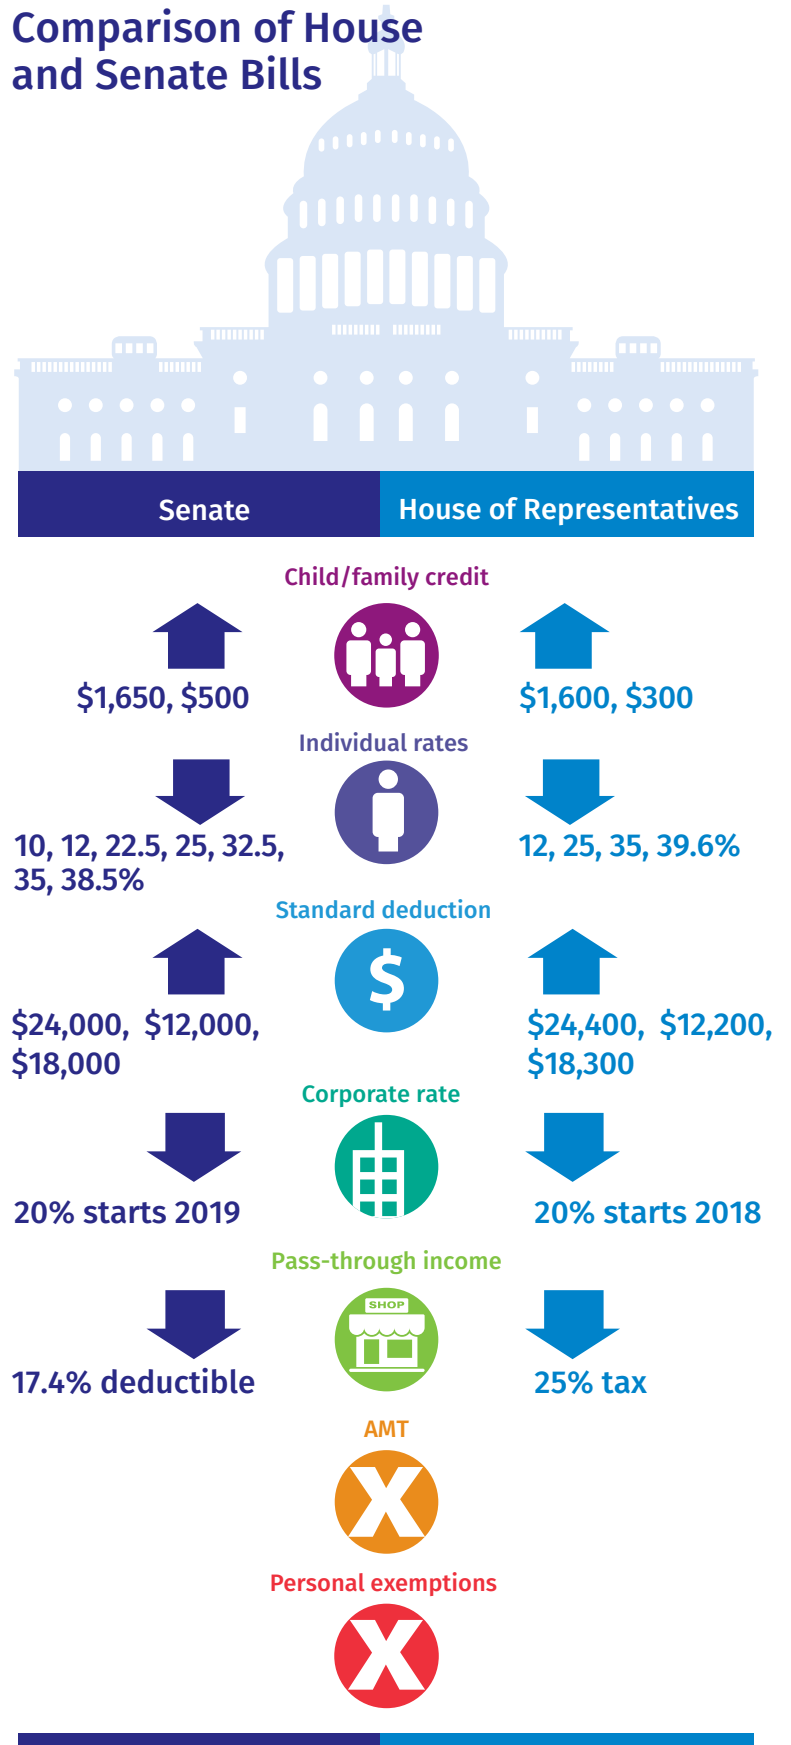 Comparison of House
and Senate Bills
Senate
House of Representatives
Child/family credit
$1,650, $500
$1,600, $300
Individual rates
10, 12, 22.5, 25, 32.5,
35, 38.5%
12, 25, 35, 39.6%
Standard deduction
$
$24,000, $12,000,
$18,000
$24,400, $12,200,
$18,300
Corporate rate
20% starts 2019
20% starts 2018
Pass-through income
SHOP
17.4% deductible
25% tax
AMT
X
Personal exemptions
X